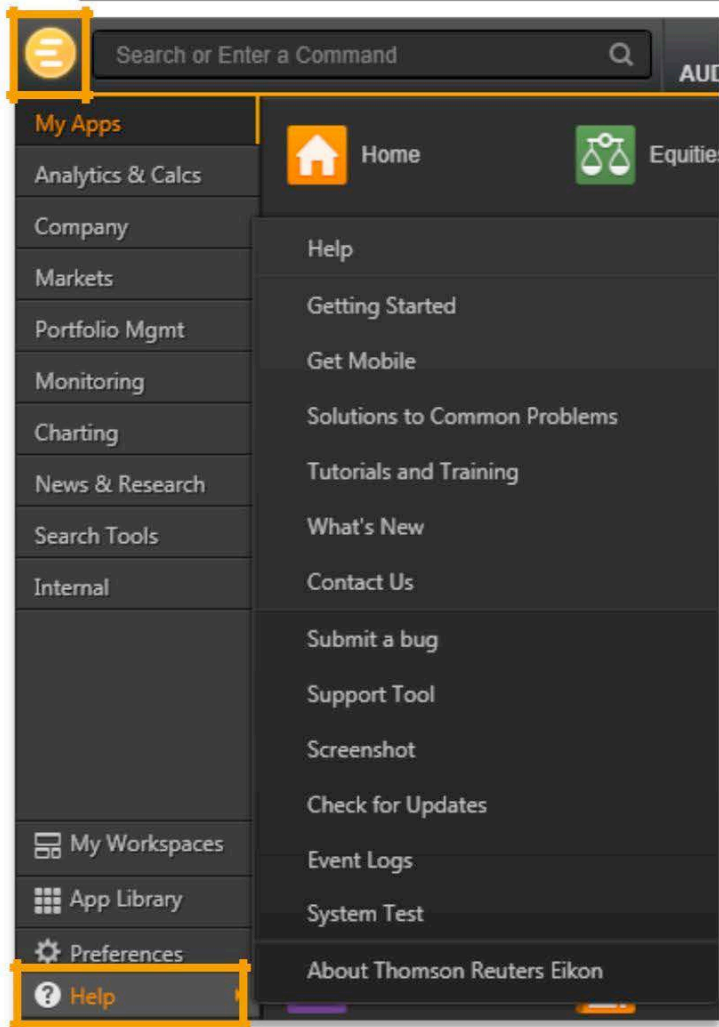 Search or Enter a Command
AUD
My Apps
Home
Equities
Analytics & Calcs
Company
Markets
Portfolio Mgmt
Monitoring
Charting
News & Research
Search Tools
Internal
Help
Getting Started
Get Mobile
Solutions to Common Problems
Tutorials and Training
What's New
Contact Us
Submit a bug
Support Tool
Screenshot
Check for Updates
Event Logs
System Test
About Thomson Reuters Eikon
My Workspaces
App Library
Preferences
Help